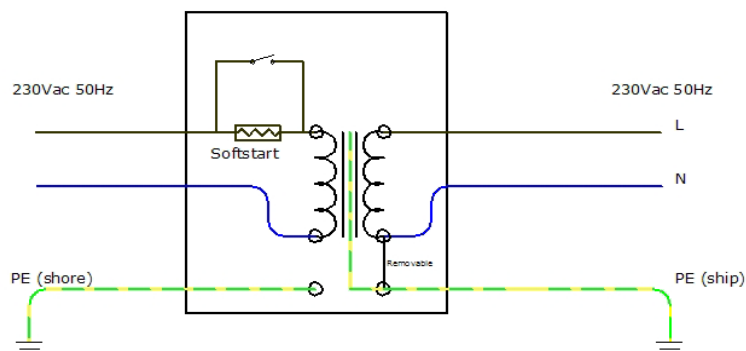 230Vac 50Hz
230Vac 50Hz
L
Softstart
N
Removable
PE (shore)
PE (ship)